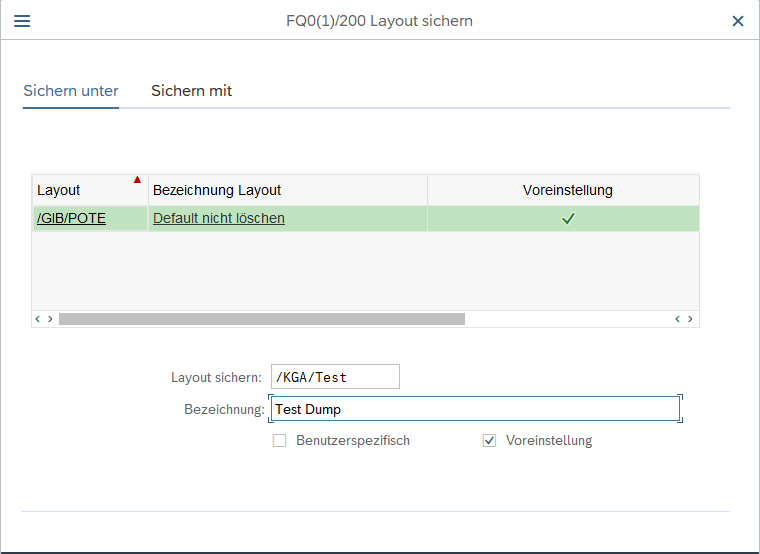 FQ0(1)/200 Layout sichern
Sichern unter Sichern mit
Layout Bezeichnung Layout Voreinstellung
/GIB/POTE Default nicht löschen
Layout sichern: /KGA/Test
Bezeichnung: Test Dump
Benutzerspezifisch Voreinstellung